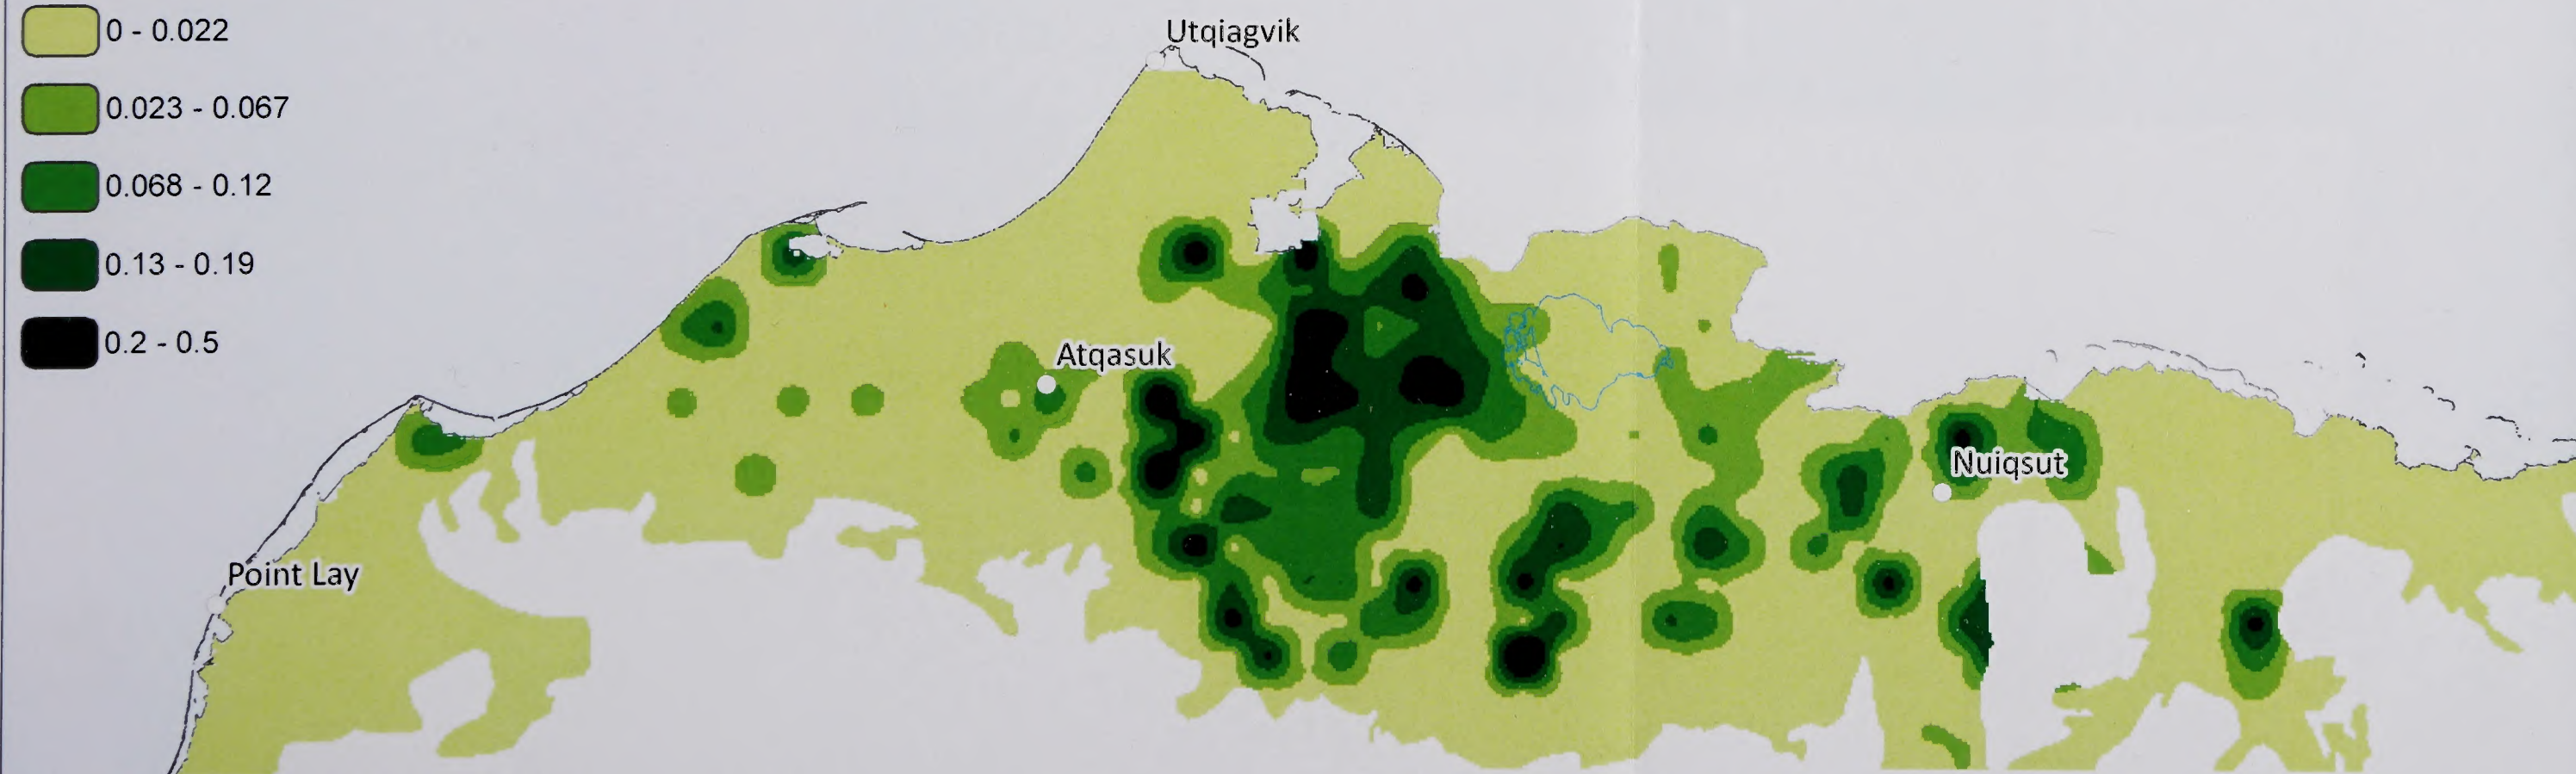 0 - 0.022
0.023 - 0.067
0.068 - 0.12
0.13 - 0.19
0.2 - 0.5
Utqiagvik
Atqasuk
Nuiqsut
Point Lay